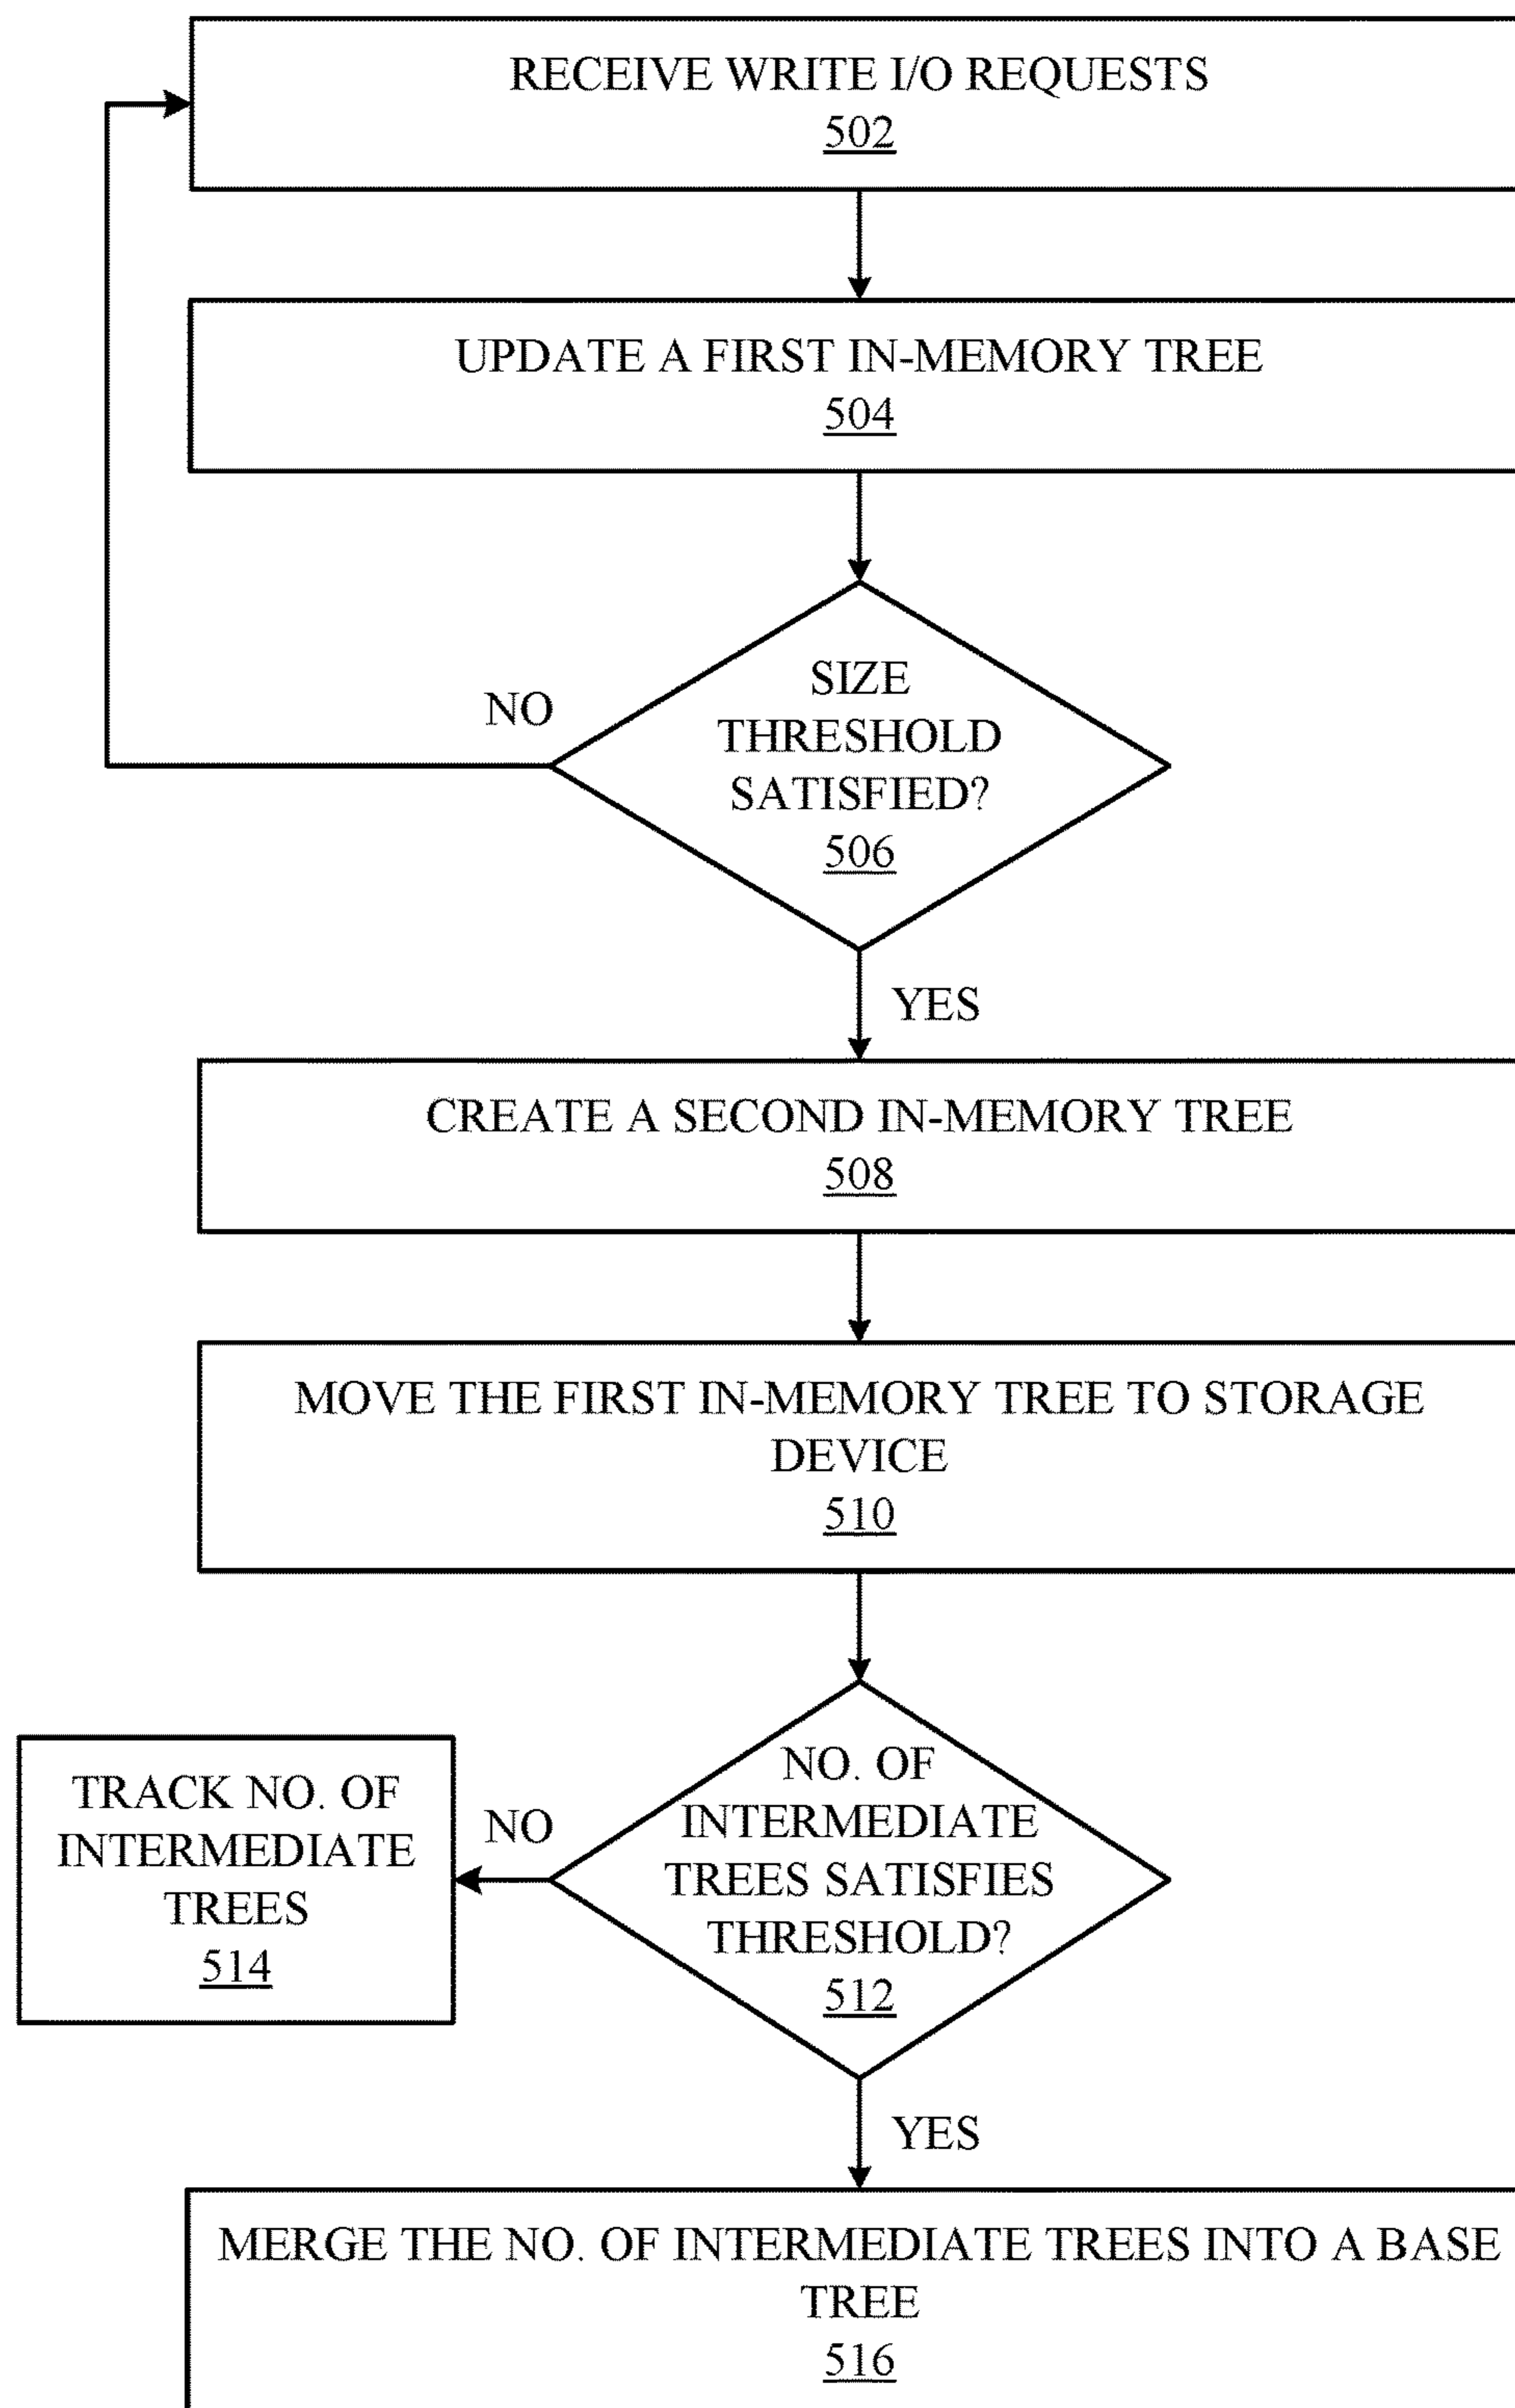 RECEIVE WRITE I/O REQUESTS
502
UPDATE A FIRST IN-MEMORY TREE
504
SIZE
THRESHOLD
SATISFIED?
506
NO
YES
CREATE A SECOND IN-MEMORY TREE
508
MOVE THE FIRST IN-MEMORY TREE TO STORAGE
DEVICE
510
NO. OF
INTERMEDIATE
TREES SATISFIES
THRESHOLD?
512
NO
TRACK NO. OF
INTERMEDIATE
TREES
514
YES
MERGE THE NO. OF INTERMEDIATE TREES INTO A BASE
TREE
516